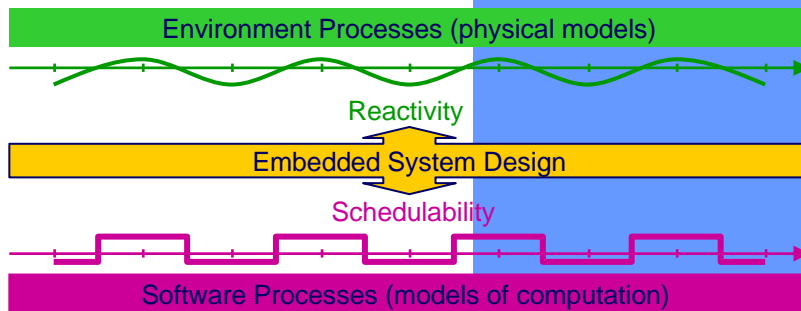 Environment Processes (physical models)
Reactivity
Embedded System Design
Schedulability
Software Processes (models of computation)